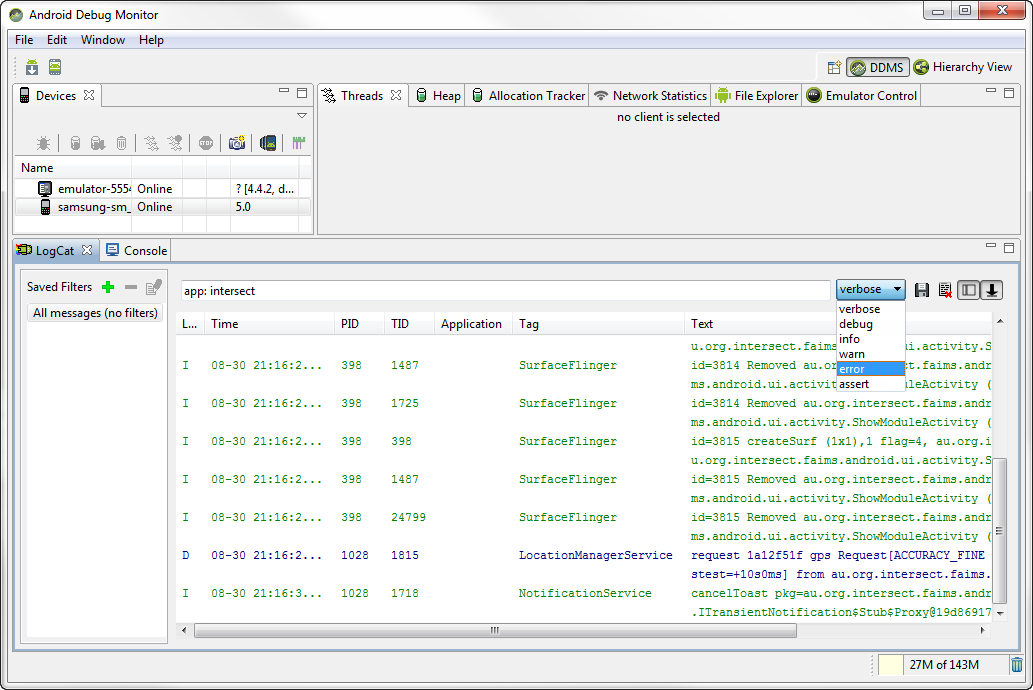 Android Debug Monitor
File Edit Window Help
DDMS Hierarchy View
Devices
Threads Heap Allocation Tracker Network Statistics File Explorer Emulator Control
no client is selected
Name
emulator-5554 Online ? [4.4.2, d...
samsung-sm_ Online 5.0
LogCat Console
Saved Filters
All messages (no filters)
app: intersect
verbose
verbose
debug
info
warn
error
assert
L... Time PID TID Application Tag Text
u.org.intersect.faims. ui.activity.S
I 08-30 21:16:2... 398 1487 SurfaceFlinger id=3814 Removed au.org.intersect.faims.andr
ms.android.ui.activity. uleActivity (
I 08-30 21:16:2... 398 1725 SurfaceFlinger id=3814 Removed au.org.intersect.faims.andr
ms.android.ui.activity.ShowModuleActivity (
I 08-30 21:16:2... 398 398 SurfaceFlinger id=3815 createSurf (1x1),1 flag=4, au.org.i
u.org.intersect.faims.android.ui.activity.S
I 08-30 21:16:2... 398 1487 SurfaceFlinger id=3815 Removed au.org.intersect.faims.andr
ms.android.ui.activity.ShowModuleActivity (
I 08-30 21:16:2... 398 24799 SurfaceFlinger id=3815 Removed au.org.intersect.faims.andr
ms.android.ui.activity.ShowModuleActivity (
D 08-30 21:16:2... 1028 1815 LocationManagerService request 1a12f51f gps Request[ACCURACY_FINE
stest=+10s0ms] from au.org.intersect.faims.
I 08-30 21:16:3... 1028 1718 NotificationService cancelToast pkg=au.org.intersect.faims.andr
.ITransientNotification$Stub$Proxy@19d86917
27M of 143M